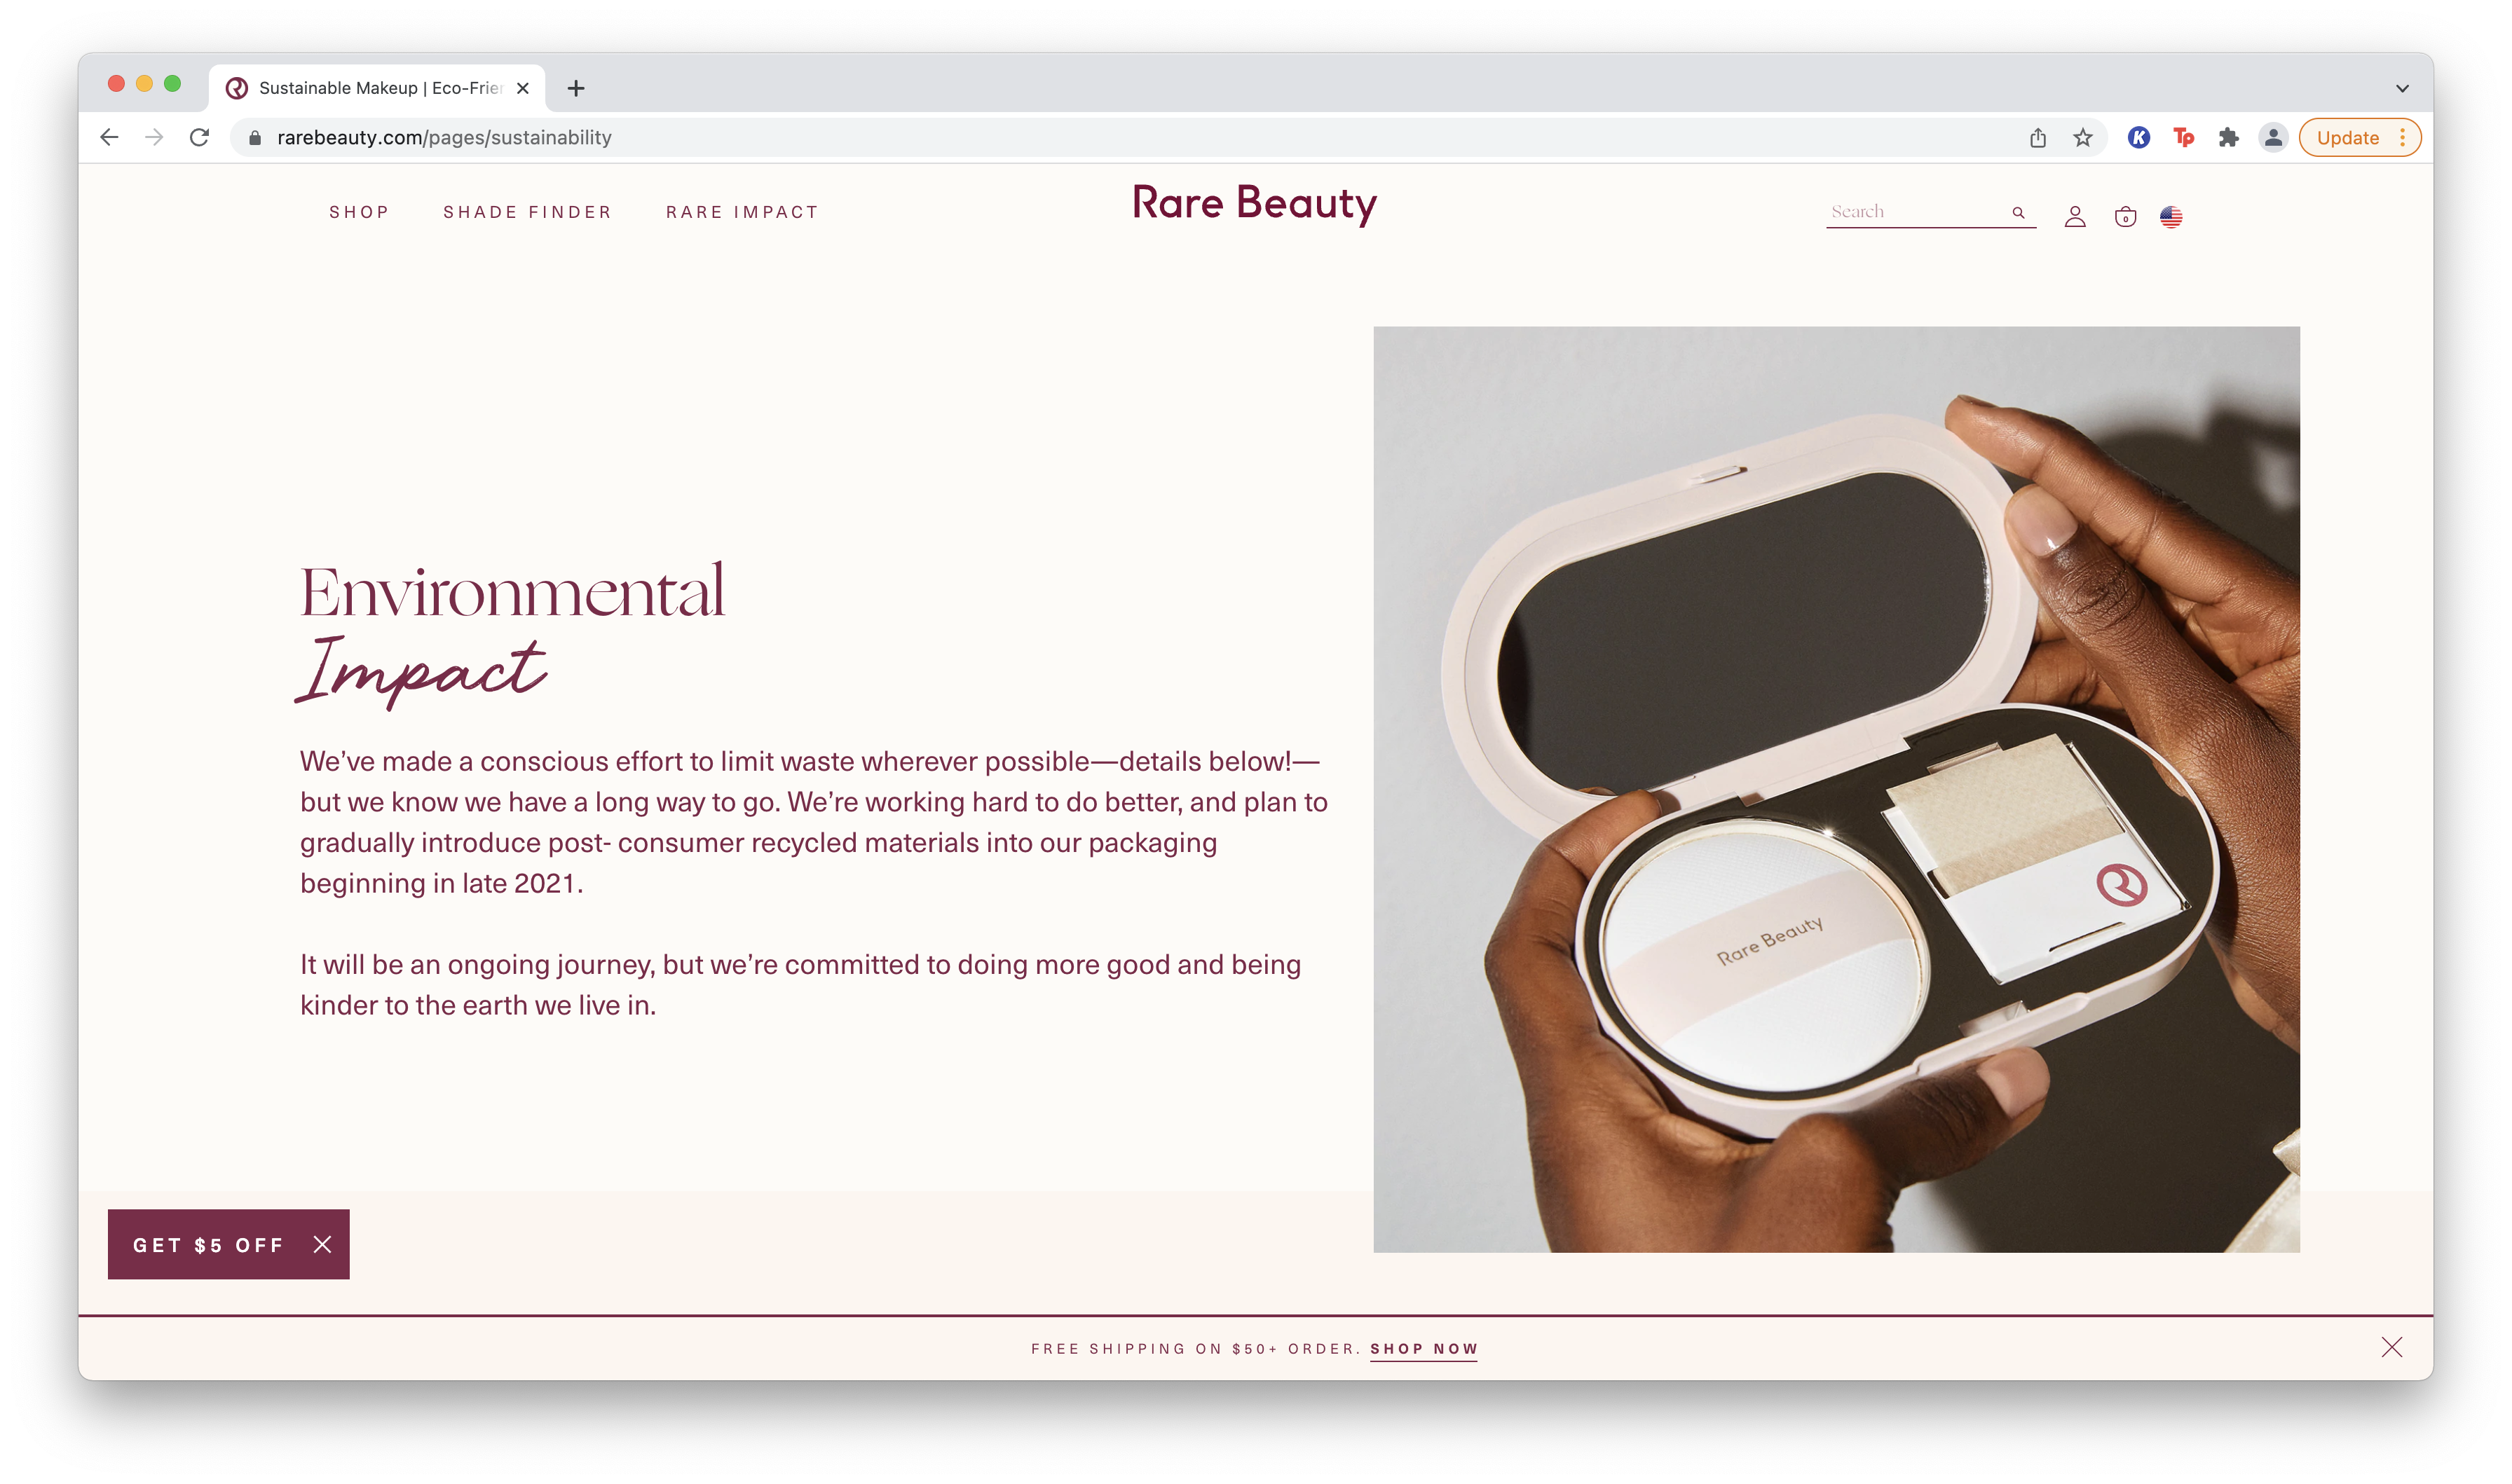 Sustainable Makeup | Eco-Frie
rarebeauty.com/pages/sustainability
Update
SHOP
SHADE FINDER
RARE IMPACT
Rare Beauty
Search
0
Environmental
Impact
We’ve made a conscious effort to limit waste wherever possible—details below!—
but we know we have a long way to go. We’re working hard to do better, and plan to
gradually introduce post- consumer recycled materials into our packaging
beginning in late 2021.
It will be an ongoing journey, but we’re committed to doing more good and being
kinder to the earth we live in.
Rare Beauty
GET $5 OFF
FREE SHIPPING ON $50+ ORDER. SHOP NOW